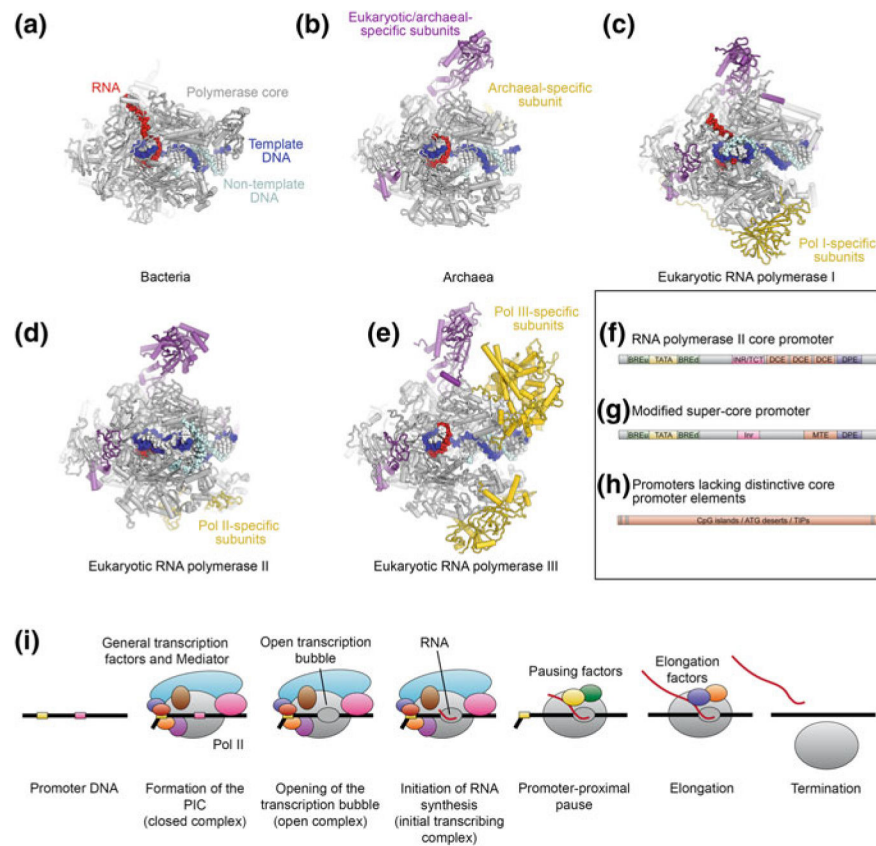 (a)
RNA
Polymerase core
Template
DNA
Non-template
DNA
Bacteria
(b)
Eukaryotic/archaeal-
specific subunits
Archaeal-specific
subunit
Archaea
(c)
Pol I-specific
subunits
Eukaryotic RNA polymerase I
(d)
Pol II-specific
subunits
Eukaryotic RNA polymerase II
(e)
Pol III-specific
subunits
Eukaryotic RNA polymerase III
(f)
RNA polymerase II core promoter
BREu TATA BREd INR/TCT DCE DCE DCE DPE
(g)
Modified super-core promoter
BREu TATA BREd Inr MTE DPE
(h)
Promoters lacking distinctive core
promoter elements
CpG islands / ATG deserts / TIPs
(i)
General transcription
factors and Mediator
Open transcription
bubble
RNA
Pausing factors
Elongation
factors
Pol II
Promoter DNA
Formation of the
PIC
(closed complex)
Opening of the
transcription bubble
(open complex)
Initiation of RNA
synthesis
(initial transcribing
complex)
Promoter-proximal
pause
Elongation
Termination